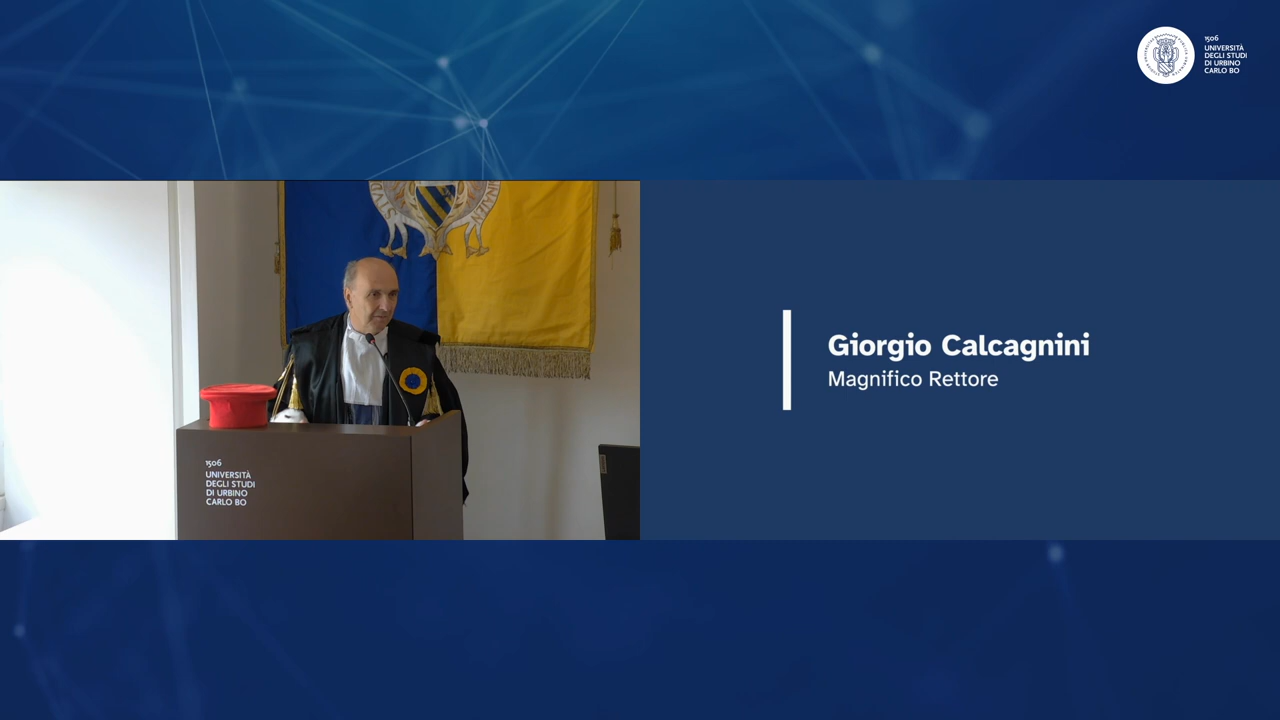 1506
UNIVERSITÀ
DEGLI STUDI
DI URBINO
CARLO BO
Giorgio Calcagnini
Magnifico Rettore
1506
UNIVERSITÀ
DEGLI STUDI
DI URBINO
CARLO BO